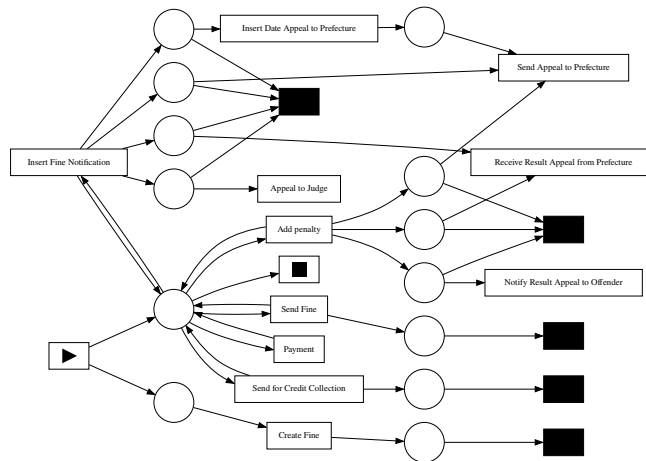 Insert Date Appeal to Prefecture
Send Appeal to Prefecture
Insert Fine Notification
Receive Result Appeal from Prefecture
Appeal to Judge
Add penalty
Notify Result Appeal to Offender
Send Fine
Payment
Send for Credit Collection
Create Fine